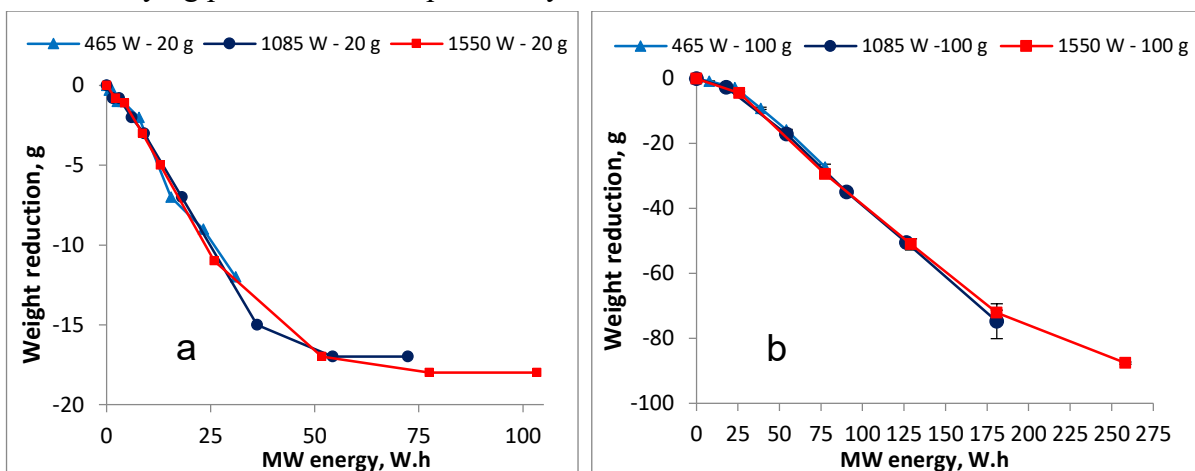 465 W - 20 g 1085 W - 20 g 1550 W - 20 g
0
-5
-10
-15
-20
Weight reduction, g
a
0 25 50 75 100
MW energy, W.h
465 W - 100 g 1085 W -100 g 1550 W - 100 g
0
-20
-40
-60
-80
-100
Weight reduction, g
b
0 25 50 75 100 125 150 175 200 225 250 275
MW energy, W.h